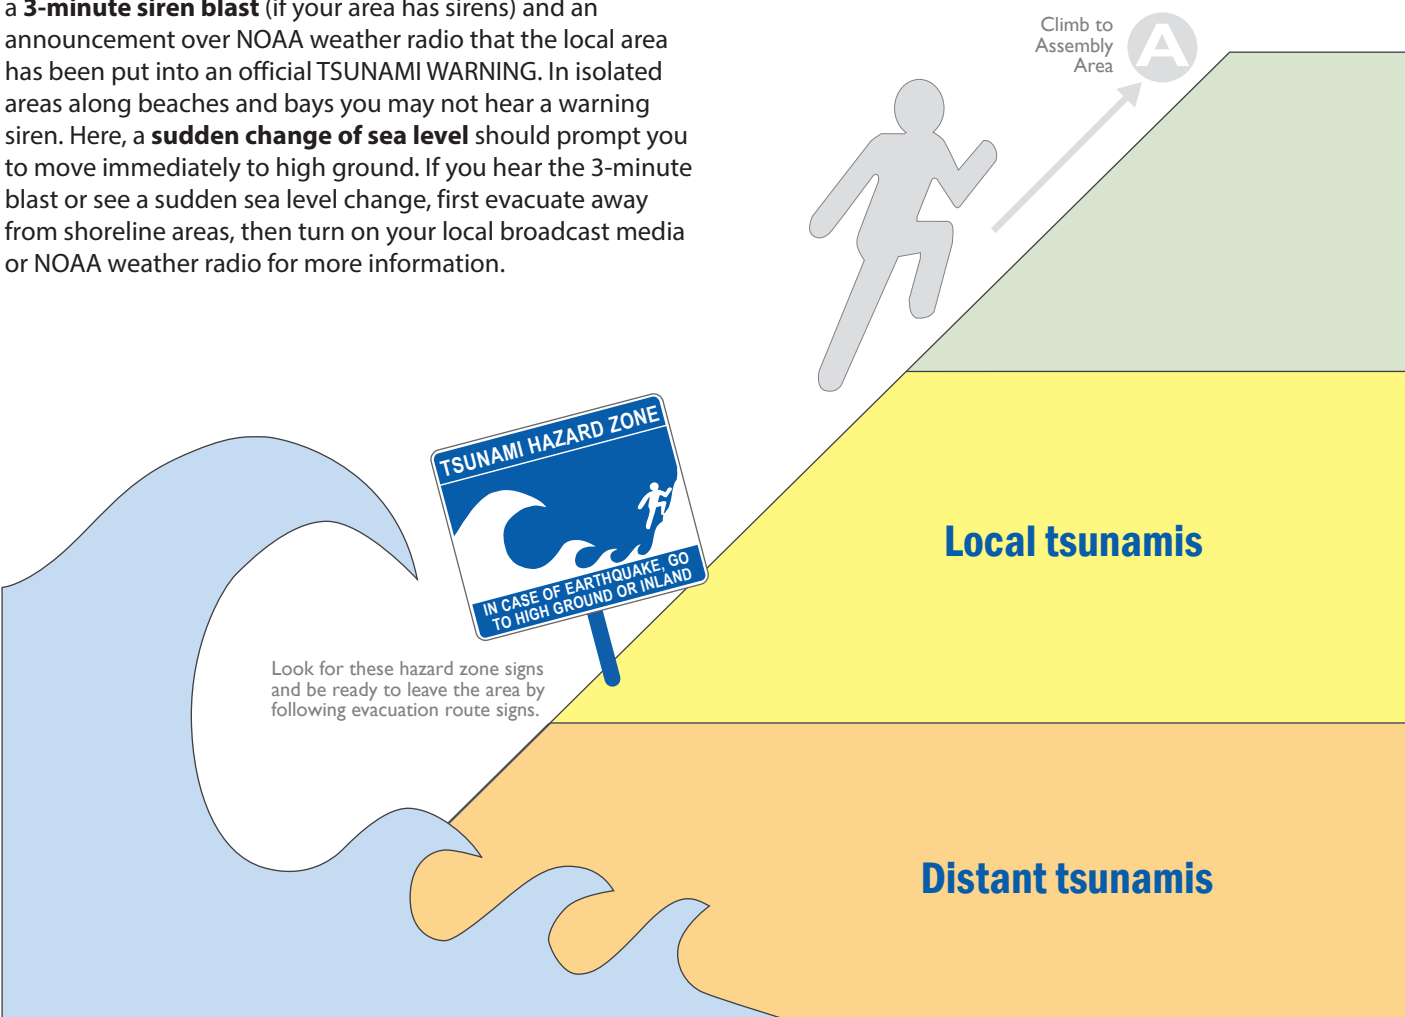 a 3-minute siren blast (if your area has sirens) and an
announcement over NOAA weather radio that the local area
has been put into an official TSUNAMI WARNING. In isolated
areas along beaches and bays you may not hear a warning
siren. Here, a sudden change of sea level should prompt you
to move immediately to high ground. If you hear the 3-minute
blast or see a sudden sea level change, first evacuate away
from shoreline areas, then turn on your local broadcast media
or NOAA weather radio for more information.
Climb to
Assembly
Area
A
TSUNAMI HAZARD ZONE
IN CASE OF EARTHQUAKE, GO
TO HIGH GROUND OR INLAND
Look for these hazard zone signs
and be ready to leave the area by
following evacuation route signs.
Local tsunamis
Distant tsunamis